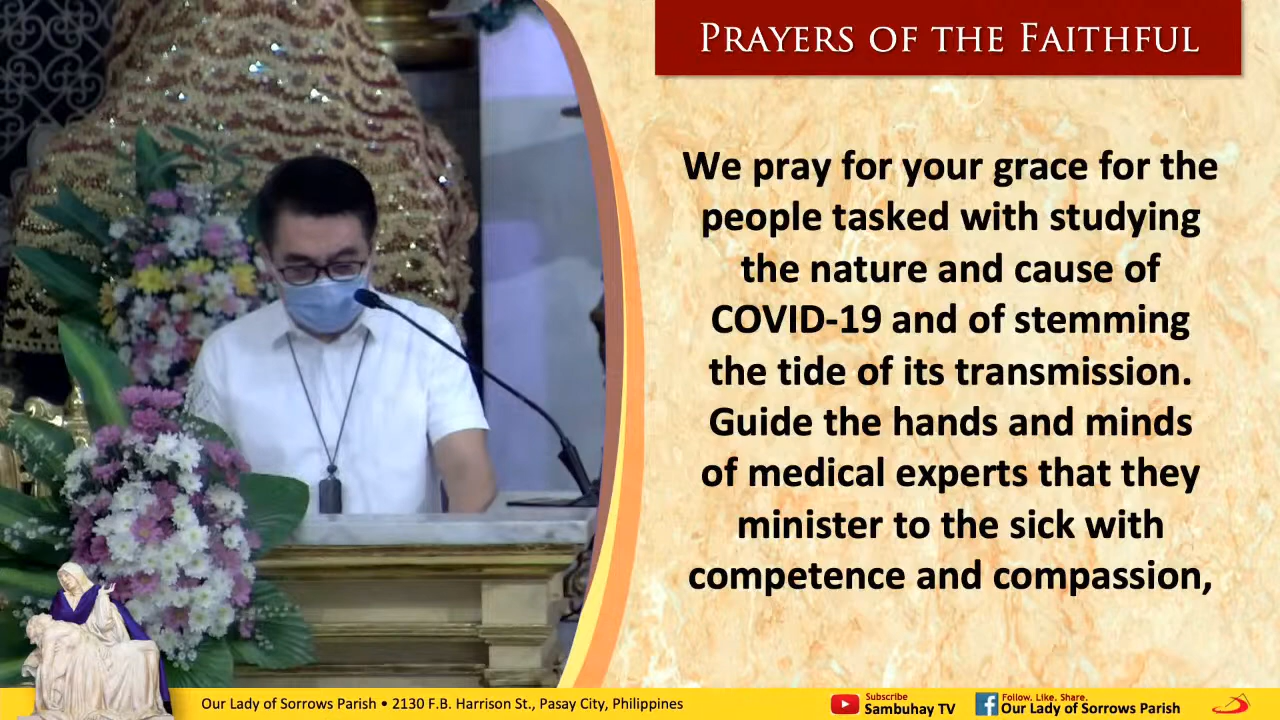 PRAYERS OF THE FAITHFUL
We pray for your grace for the
people tasked with studying
the nature and cause of
COVID-19 and of stemming
the tide of its transmission.
Guide the hands and minds
of medical experts that they
minister to the sick with
competence and compassion,
Our Lady of Sorrows Parish • 2130 F.B. Harrison St., Pasay City, Philippines
Subscribe
Sambuhay TV
Follow. Like. Share.
Our Lady of Sorrows Parish